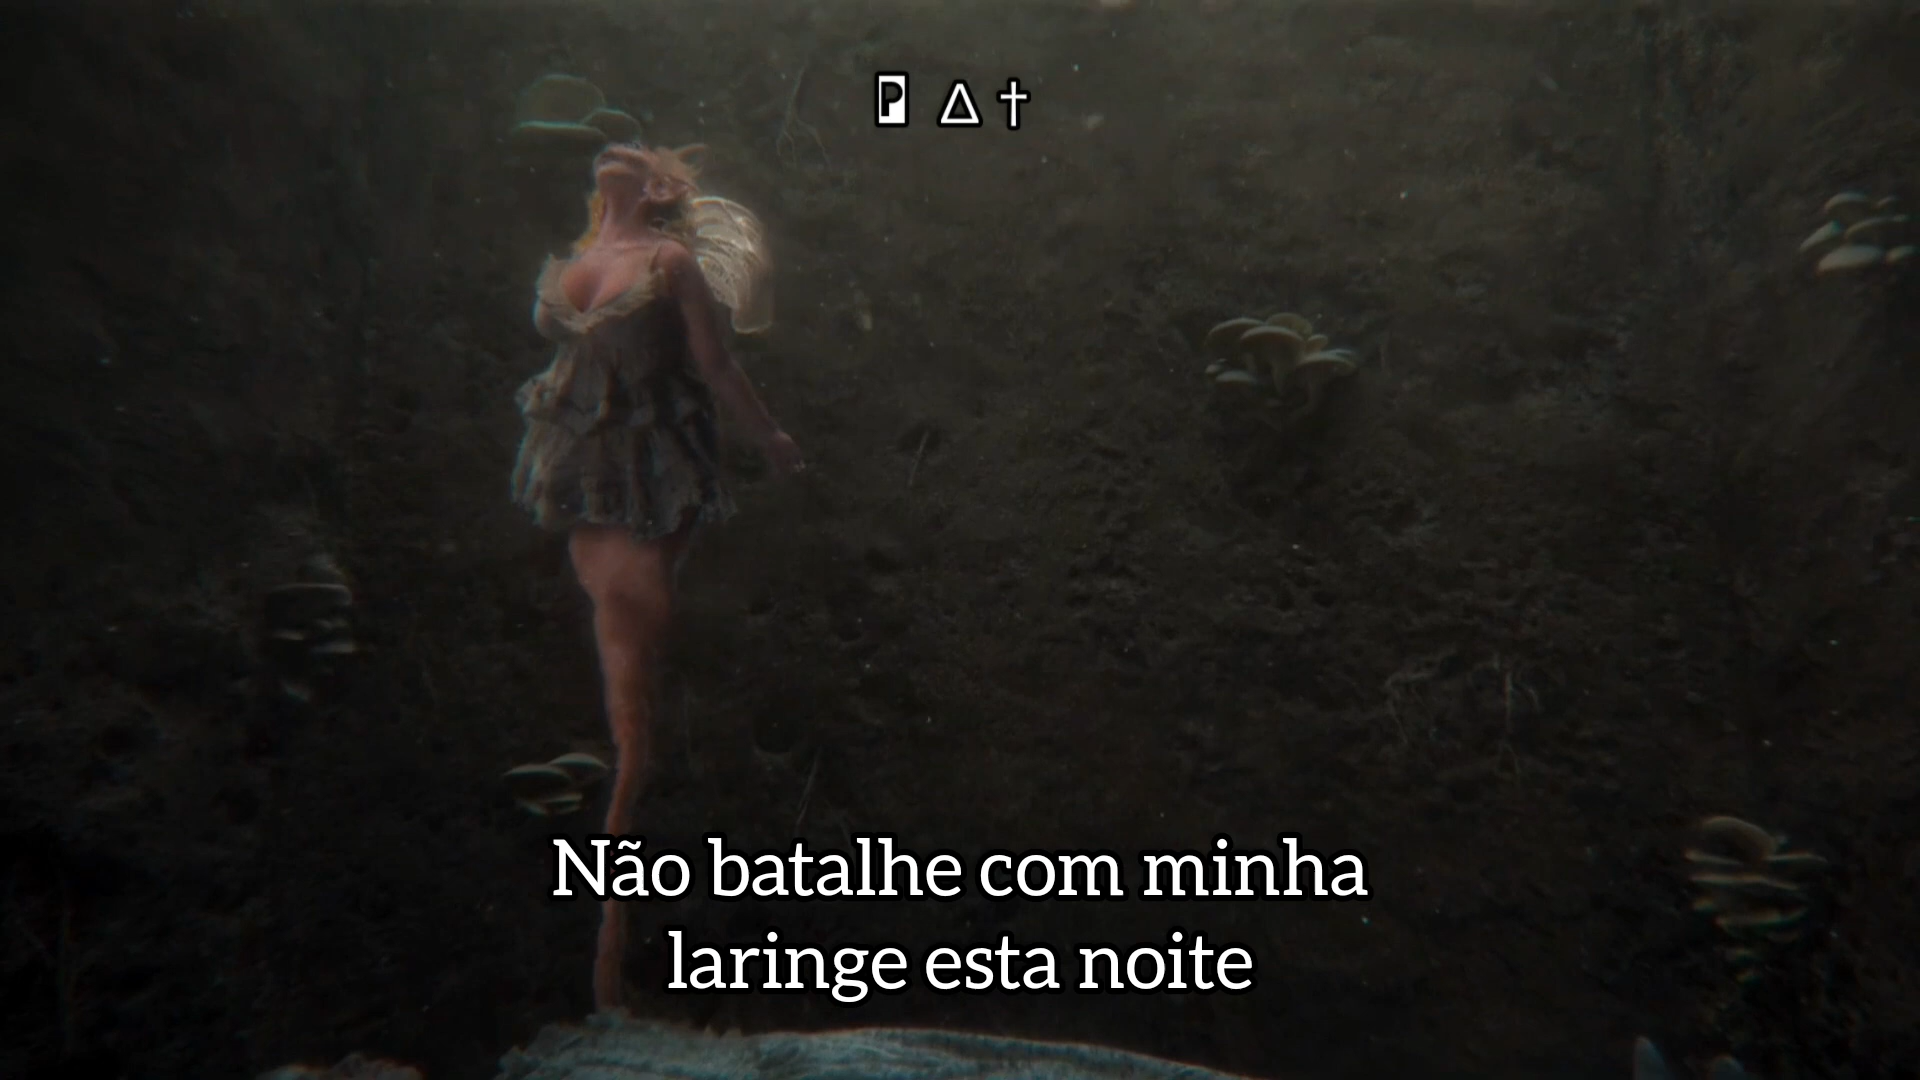 🅿 Δ †
Não batalhe com minha
laringe esta noite